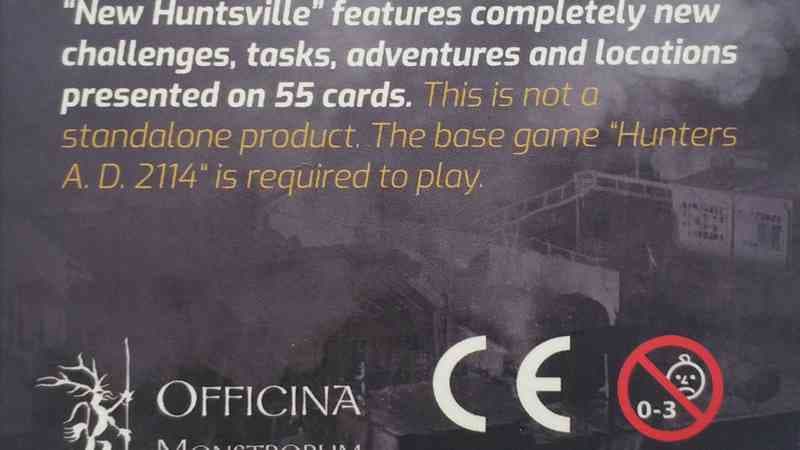 "New Huntsville" features completely new
challenges, tasks, adventures and locations
presented on 55 cards. This is not a
standalone product. The base game "Hunters
A. D. 2114" is required to play.
CE
0-3
OFFICINA
MONSTRORUM